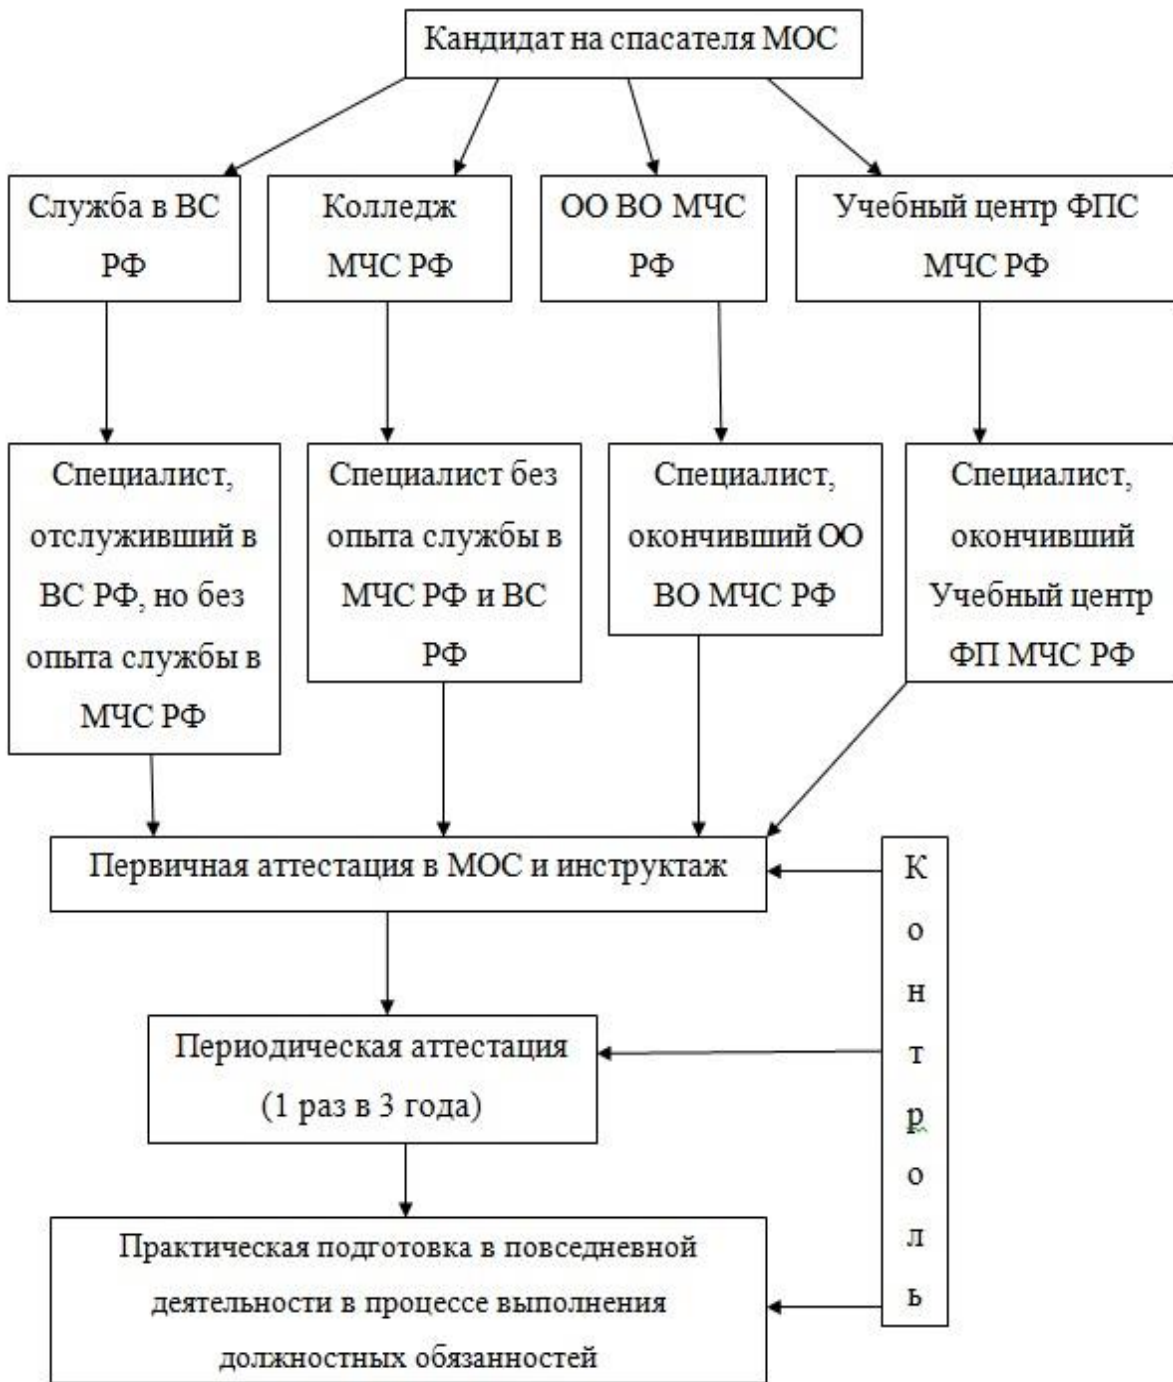 Кандидат на спасателя МОС
Служба в ВС
РФ
Колледж
МЧС РФ
ОО ВО МЧС
РФ
Учебный центр ФПС
МЧС РФ
Специалист,
отслуживший в
ВС РФ, но без
опыта службы в
МЧС РФ
Специалист без
опыта службы в
МЧС РФ и ВС
РФ
Специалист,
окончивший ОО
ВО МЧС РФ
Специалист,
окончивший
Учебный центр
ФП МЧС РФ
Первичная аттестация в МОС и инструктаж
Периодическая аттестация
(1 раз в 3 года)
Практическая подготовка в повседневной
деятельности в процессе выполнения
должностных обязанностей
К
о
н
т
р
о
л
ь